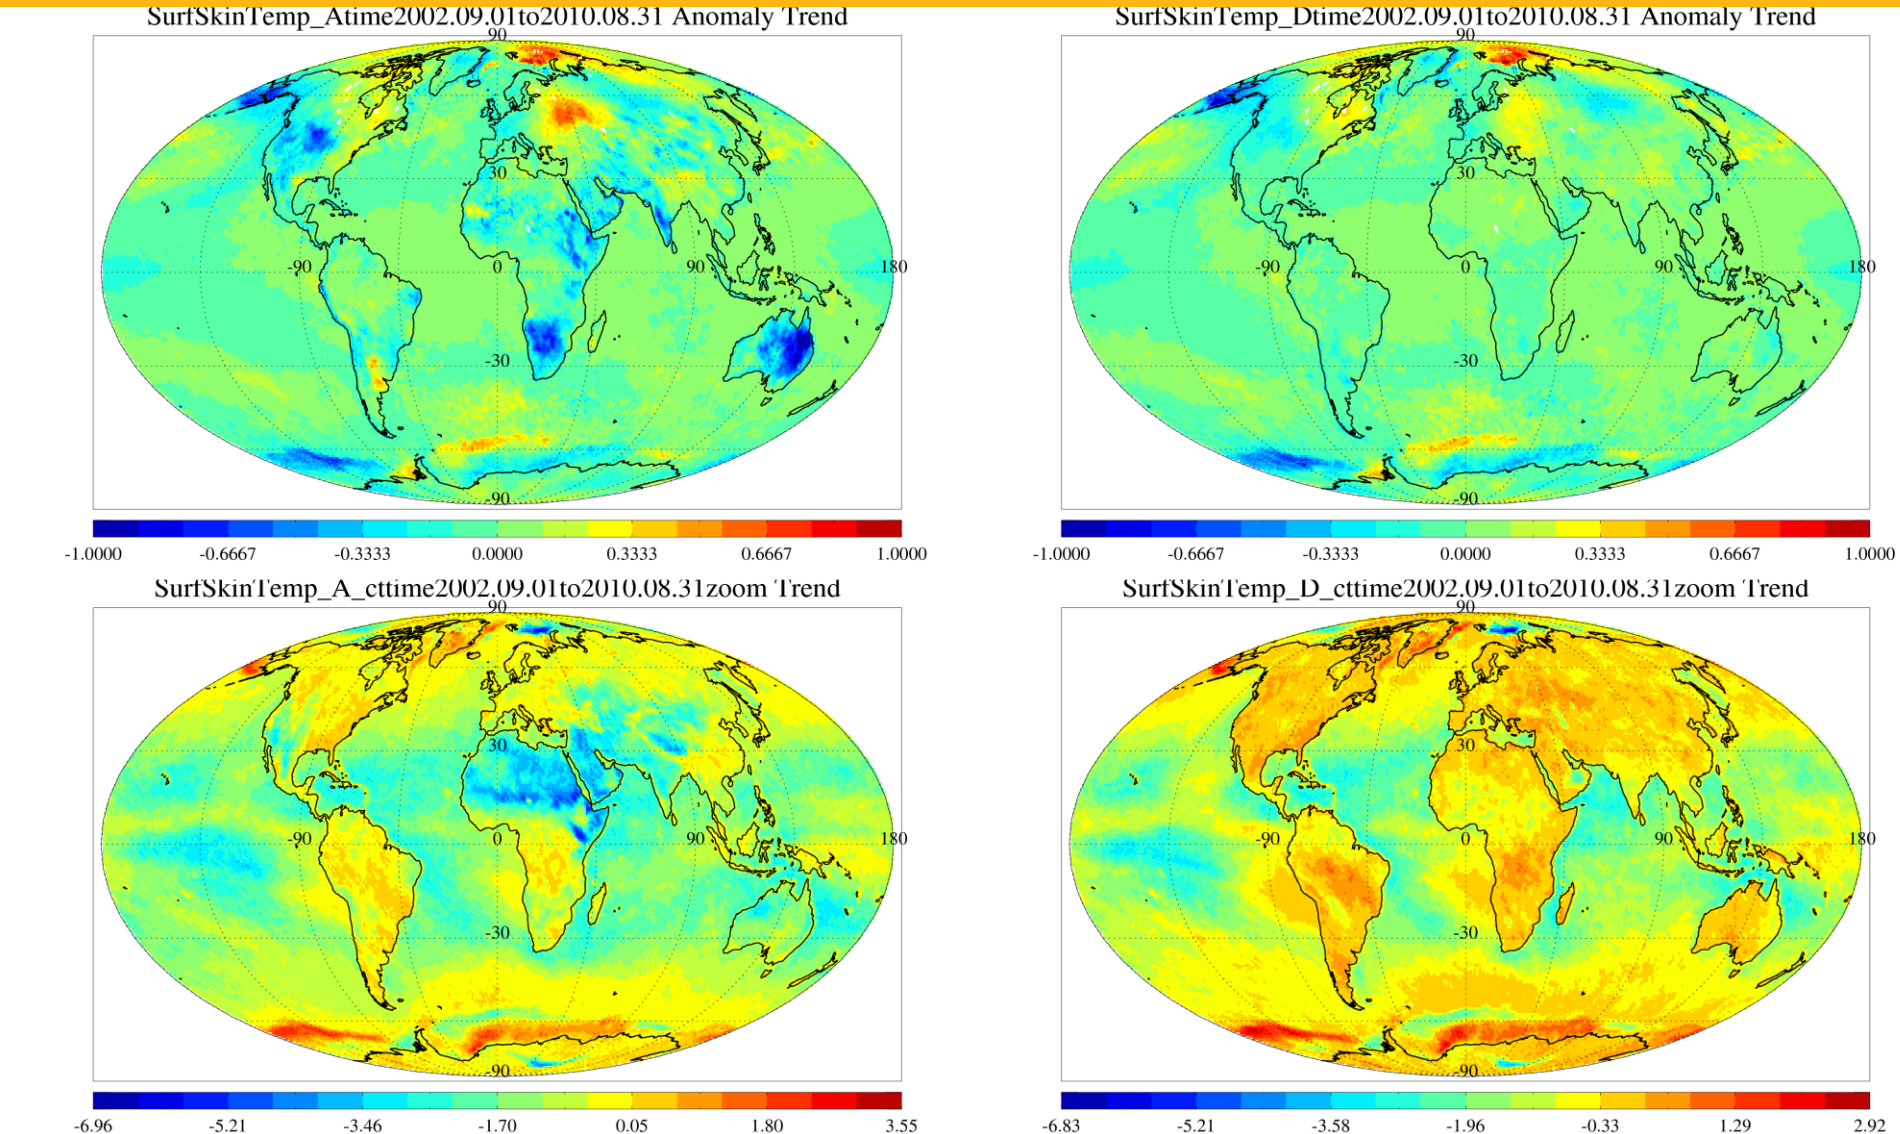 SurfSkinTemp_Atime2002.09.01to2010.08.31 Anomaly Trend
90
30
-90 0 90 180
-30
-90
-1.0000 -0.6667 -0.3333 0.0000 0.3333 0.6667 1.0000
SurfSkinTemp_Dtime2002.09.01to2010.08.31 Anomaly Trend
90
30
-90 0 90 180
-30
-90
-1.0000 -0.6667 -0.3333 0.0000 0.3333 0.6667 1.0000
SurfSkinTemp_A_cttime2002.09.01to2010.08.31zoom Trend
90
30
-90 0 90 180
-30
-90
-6.96 -5.21 -3.46 -1.70 0.05 1.80 3.55
SurfSkinTemp_D_cttime2002.09.01to2010.08.31zoom Trend
90
30
-90 0 90 180
-30
-90
-6.83 -5.21 -3.58 -1.96 -0.33 1.29 2.92